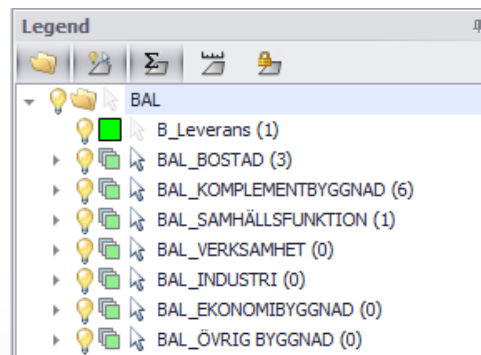 Legend
BAL
B_Leverans (1)
BAL_BOSTAD (3)
BAL_KOMPLEMENTBYGGNAD (6)
BAL_SAMHÄLLSFUNKTION (1)
BAL_VERKSAMHET (0)
BAL_INDUSTRI (0)
BAL_EKONOMIBYGGNAD (0)
BAL_ÖVRIG BYGGNAD (0)